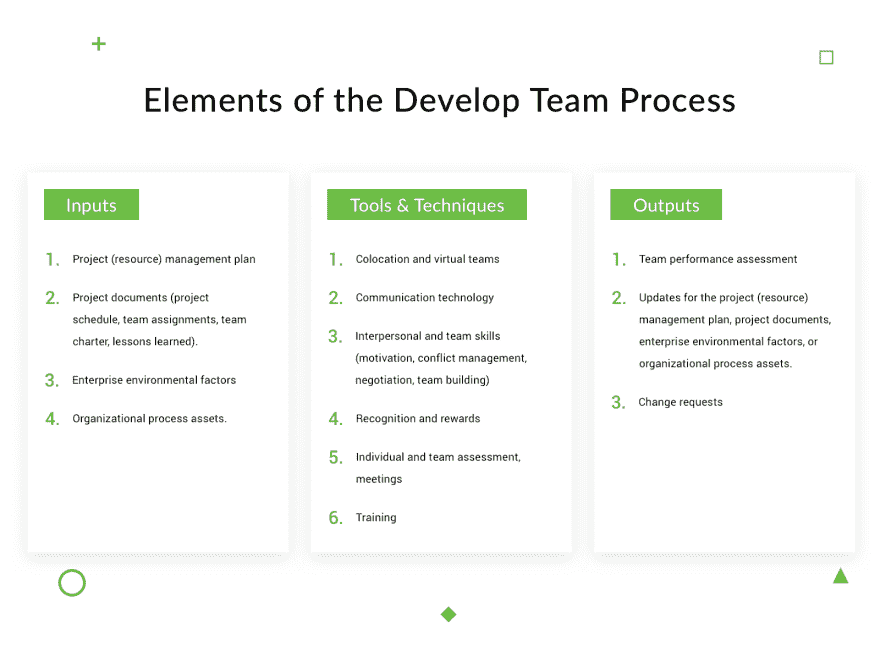 Elements of the Develop Team Process
Inputs
1. Project (resource) management plan
2. Project documents (project
schedule, team assignments, team
charter, lessons learned).
3. Enterprise environmental factors
4. Organizational process assets.
Tools & Techniques
1. Colocation and virtual teams
2. Communication technology
3. Interpersonal and team skills
(motivation, conflict management,
negotiation, team building)
4. Recognition and rewards
5. Individual and team assessment,
meetings
6. Training
Outputs
1. Team performance assessment
2. Updates for the project (resource)
management plan, project documents,
enterprise environmental factors, or
organizational process assets.
3. Change requests